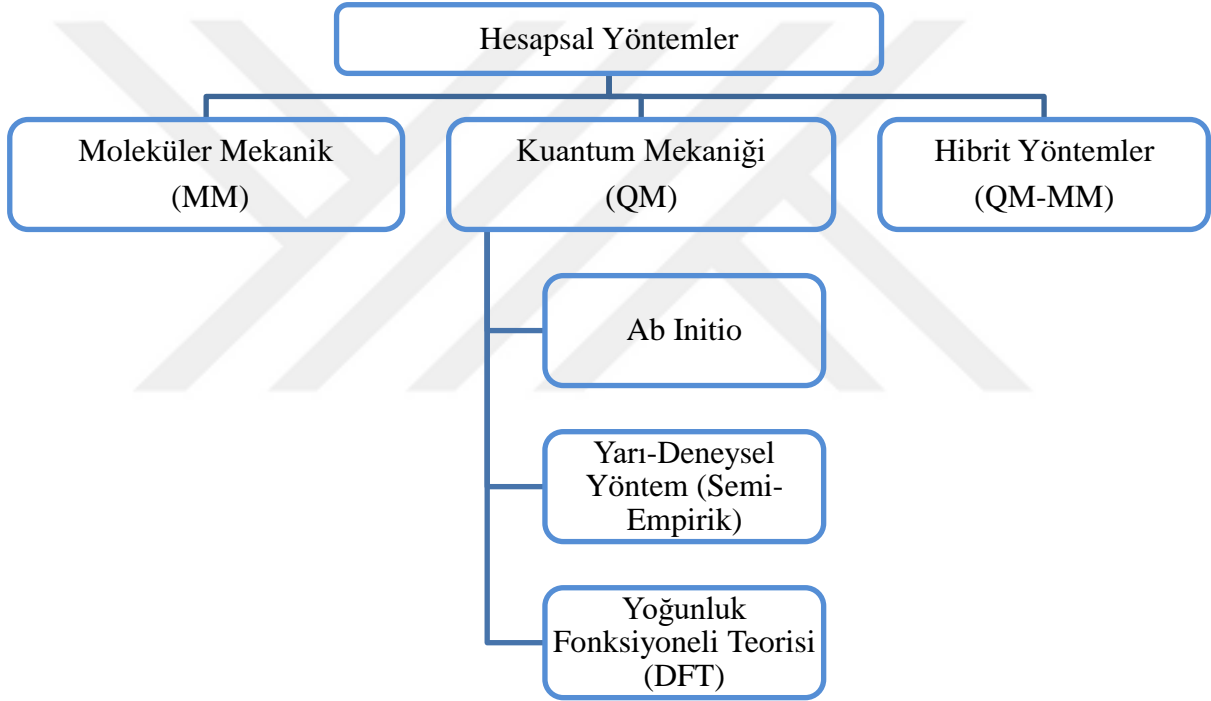 Hesapsal Yöntemler
Moleküler Mekanik
(MM)
Kuantum Mekaniği
(QM)
Hibrit Yöntemler
(QM-MM)
Ab Initio
Yarı-Deneysel
Yöntem (Semi-
Empirik)
Yoğunluk
Fonksiyoneli Teorisi
(DFT)